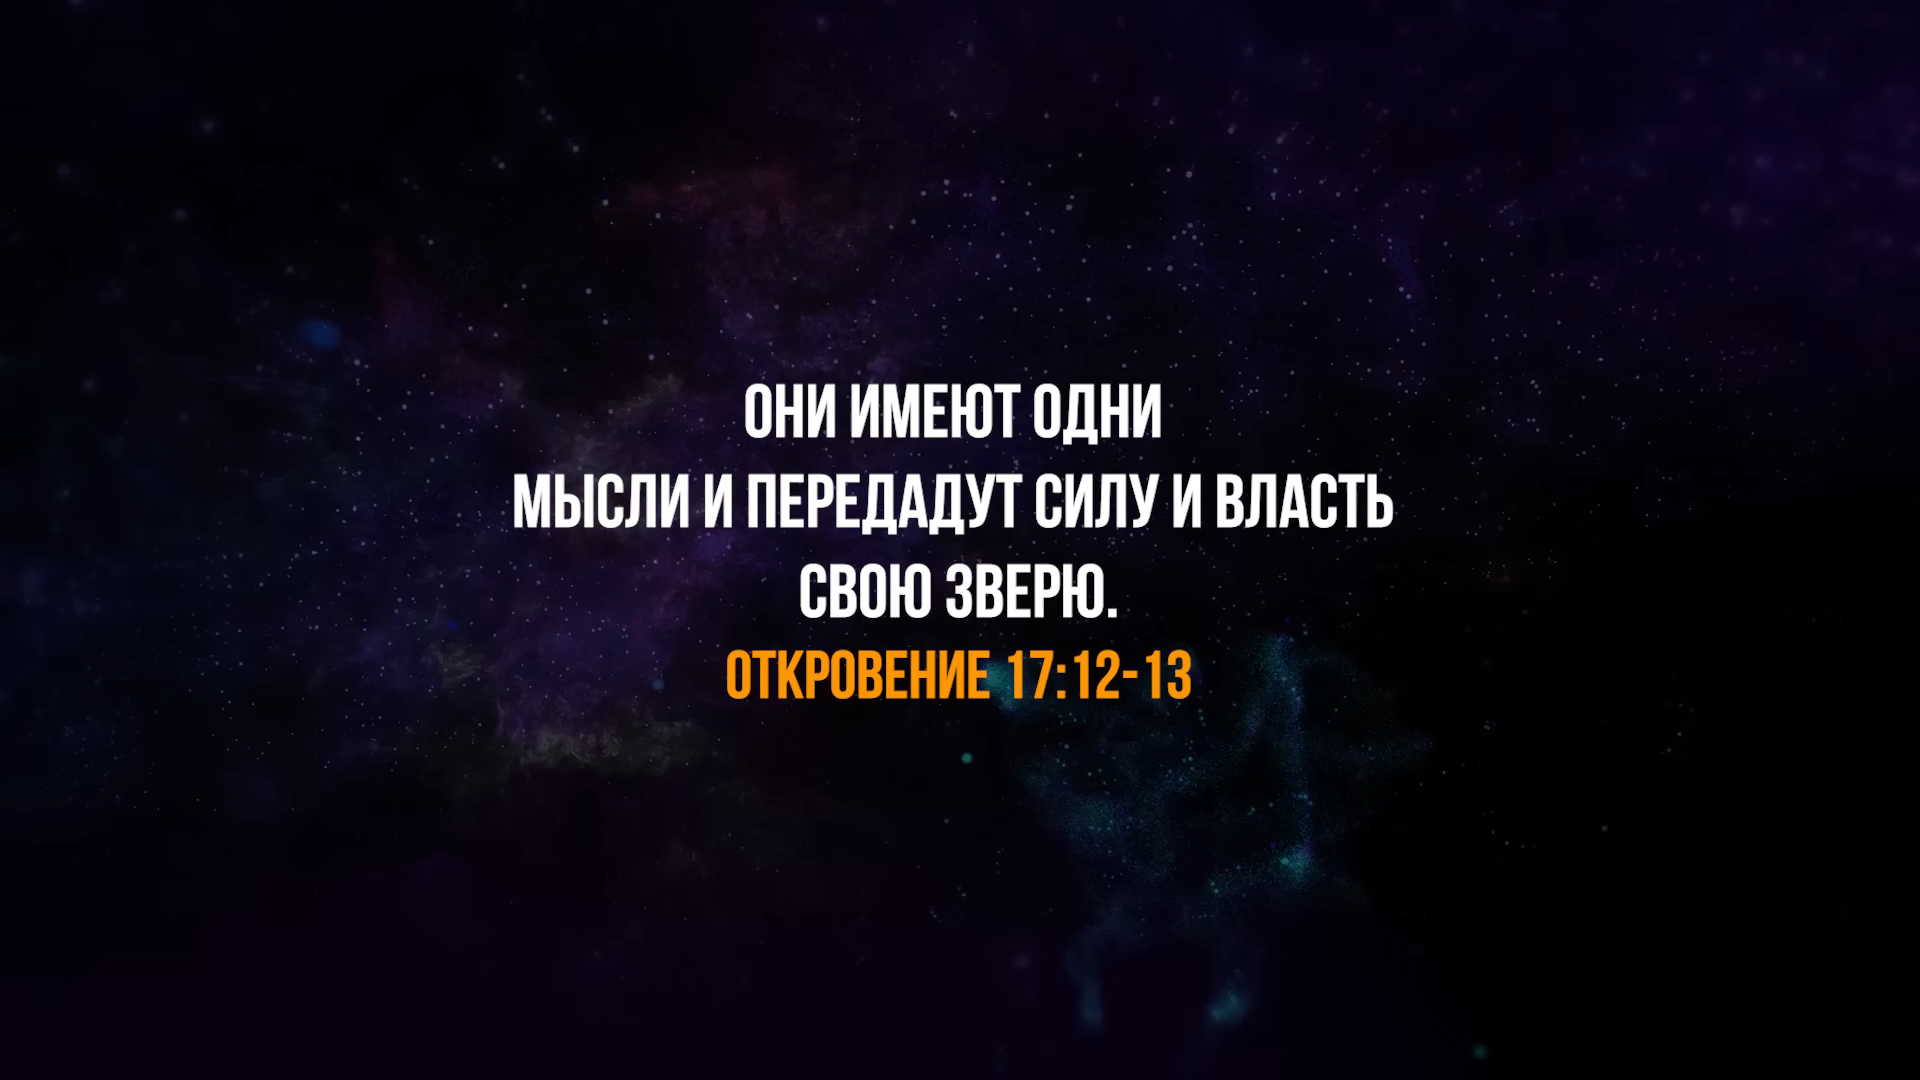 ОНИ ИМЕЮТ ОДНИ
МЫСЛИ И ПЕРЕДАДУТ СИЛУ И ВЛАСТЬ
СВОЮ ЗВЕРЮ.
ОТКРОВЕНИЕ 17:12-13